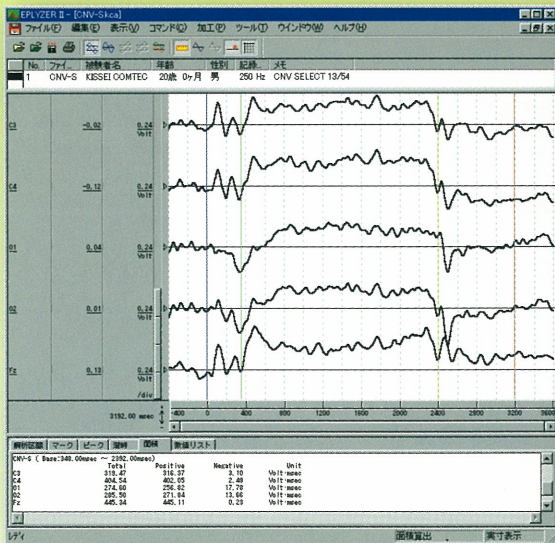 EPLYZER II - [CNV-Skca]
ファイル(F) 編集(E) 表示(V) コマンド(C) 加工(P) ツール(T) ウインドウ(W) ヘルプ(H)
No. ファイ... 被験者名 年齢 性別 記録... メモ
1 CNV-S KISSEI COMTEC 20歳 0ヶ月 男 250 Hz CNV SELECT 13/54
C3 -0.02 0.24 Volt
C4 -0.12 0.24 Volt
O1 0.04 0.24 Volt
O2 0.01 0.24 Volt
Fz 0.13 0.24 Volt
/div
3192.00 msec -400 0 400 800 1200 1600 2000 2400 2800 3200 3600
解析区間 マーク ピーク 潜時 面積 数値リスト
CNV-S ( Base:348.00msec ~ 2392.00msec)
Total Positive Negative Unit
C3 319.47 316.37 3.10 Volt・msec
C4 404.54 402.05 2.49 Volt・msec
O1 274.60 256.82 17.78 Volt・msec
O2 285.50 271.84 13.66 Volt・msec
Fz 445.34 445.11 0.23 Volt・msec
レディ 面積算出 実寸表示